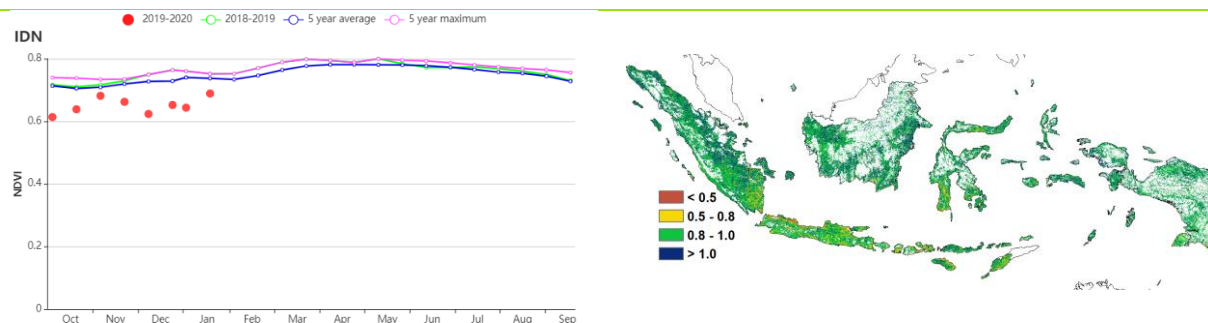 2019-2020 2018-2019 5 year average 5 year maximum
IDN
0.8
0.6
0.4
0.2
0
NDVI
Oct Nov Dec Jan Feb Mar Apr May Jun Jul Aug Sep
< 0.5
0.5 - 0.8
0.8 - 1.0
> 1.0